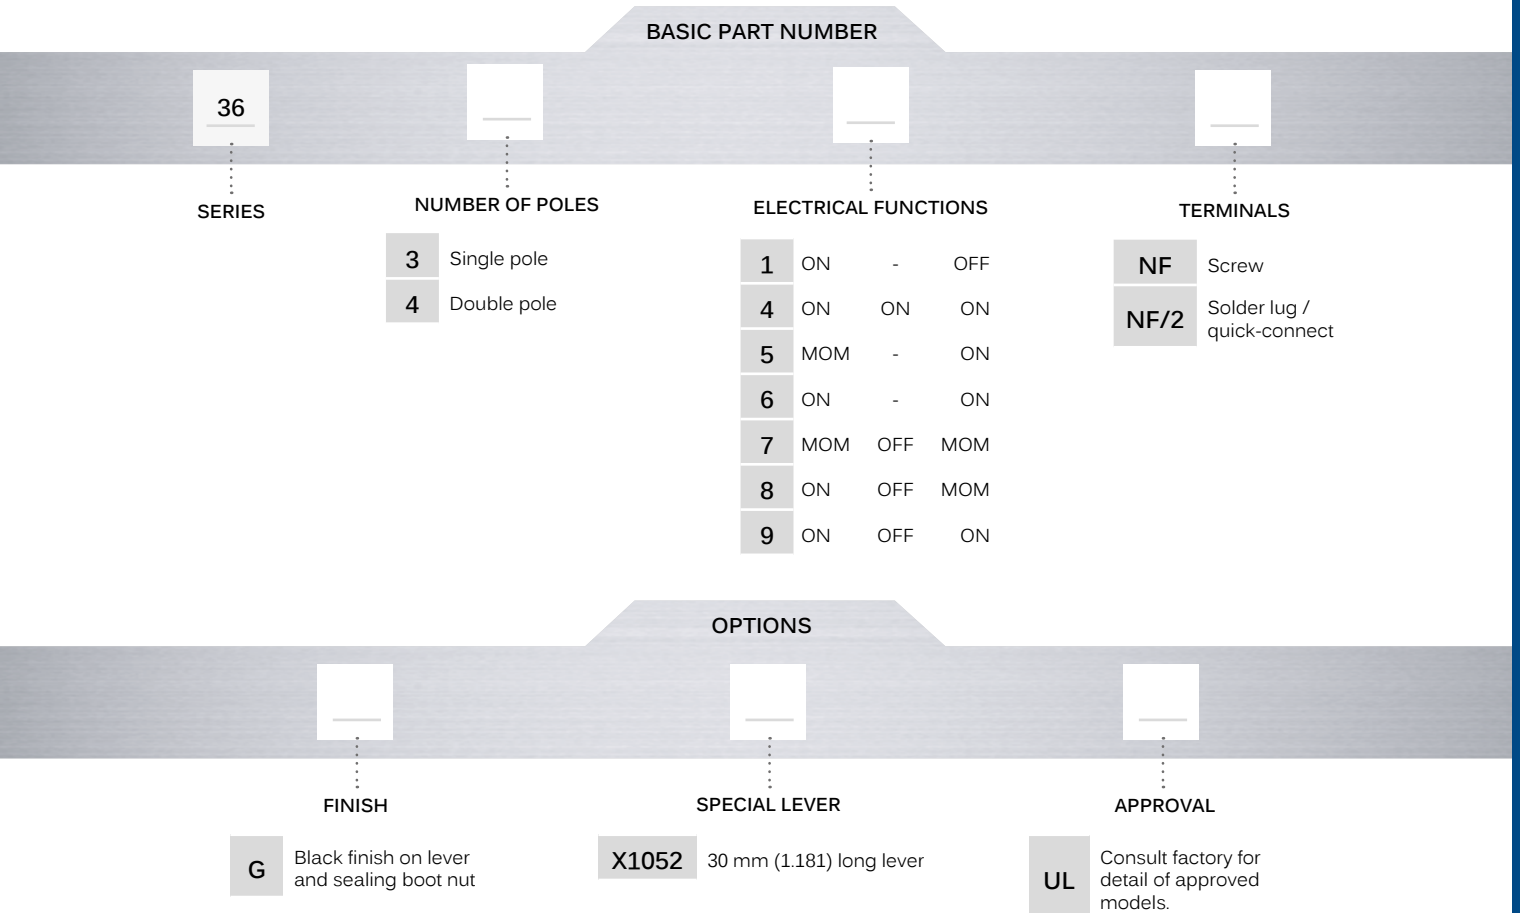 BASIC PART NUMBER
36
SERIES
NUMBER OF POLES
3 Single pole
4 Double pole
ELECTRICAL FUNCTIONS
1 ON - OFF
4 ON ON ON
5 MOM - ON
6 ON - ON
7 MOM OFF MOM
8 ON OFF MOM
9 ON OFF ON
TERMINALS
NF Screw
NF/2 Solder lug /
quick-connect
OPTIONS
FINISH
G Black finish on lever
and sealing boot nut
SPECIAL LEVER
X1052 30 mm (1.181) long lever
APPROVAL
UL Consult factory for
detail of approved
models.